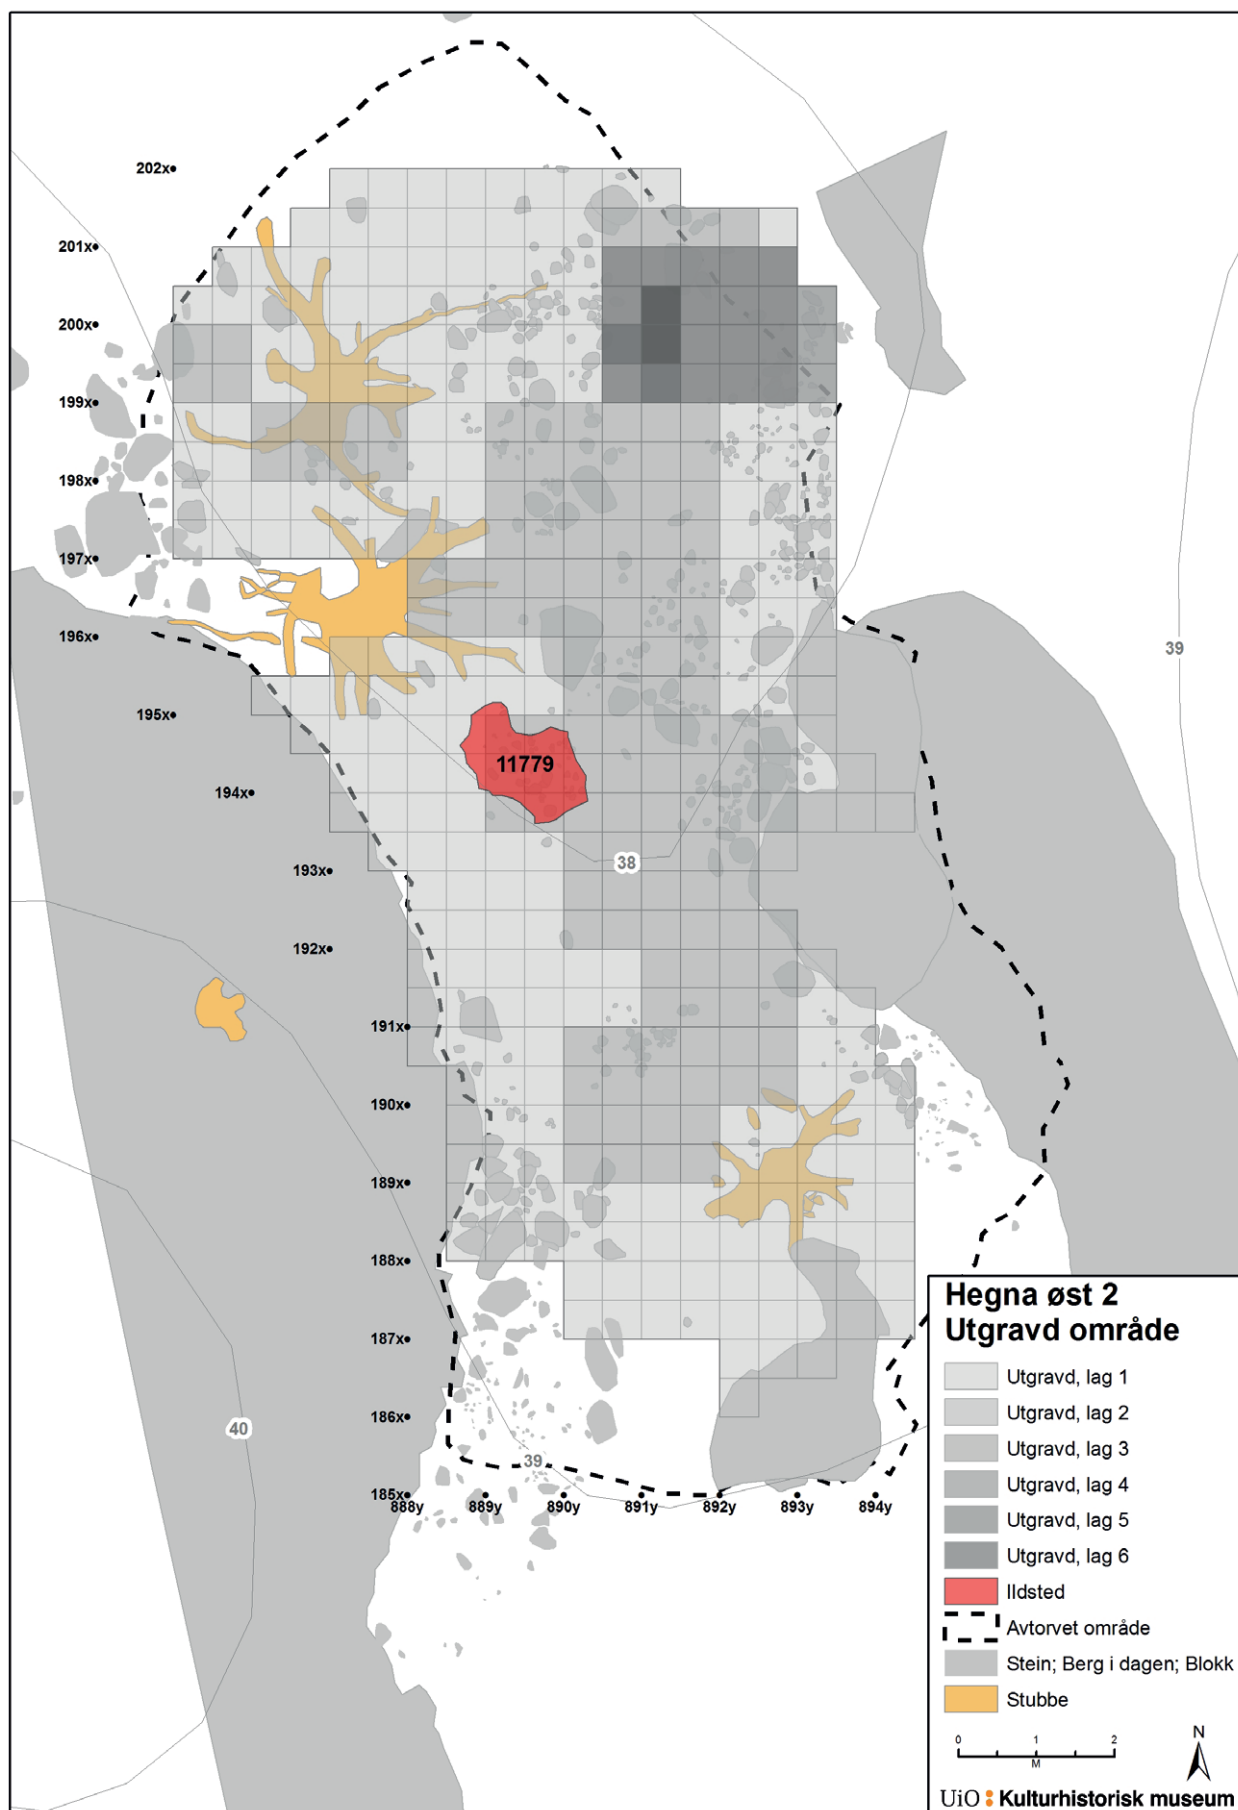 202x
201x
200x
199x
198x
197x
196x
39
195x
11779
194x
38
193x
192x
191x
190x
189x
188x
187x
186x
40
39
185x
888y 889y 890y 891y 892y 893y 894y
Hegna øst 2
Utgravd område
Utgravd, lag 1
Utgravd, lag 2
Utgravd, lag 3
Utgravd, lag 4
Utgravd, lag 5
Utgravd, lag 6
Ildsted
Avtorvet område
Stein; Berg i dagen; Blokk
Stubbe
0 1 2
M
N
UiO Kulturhistorisk museum